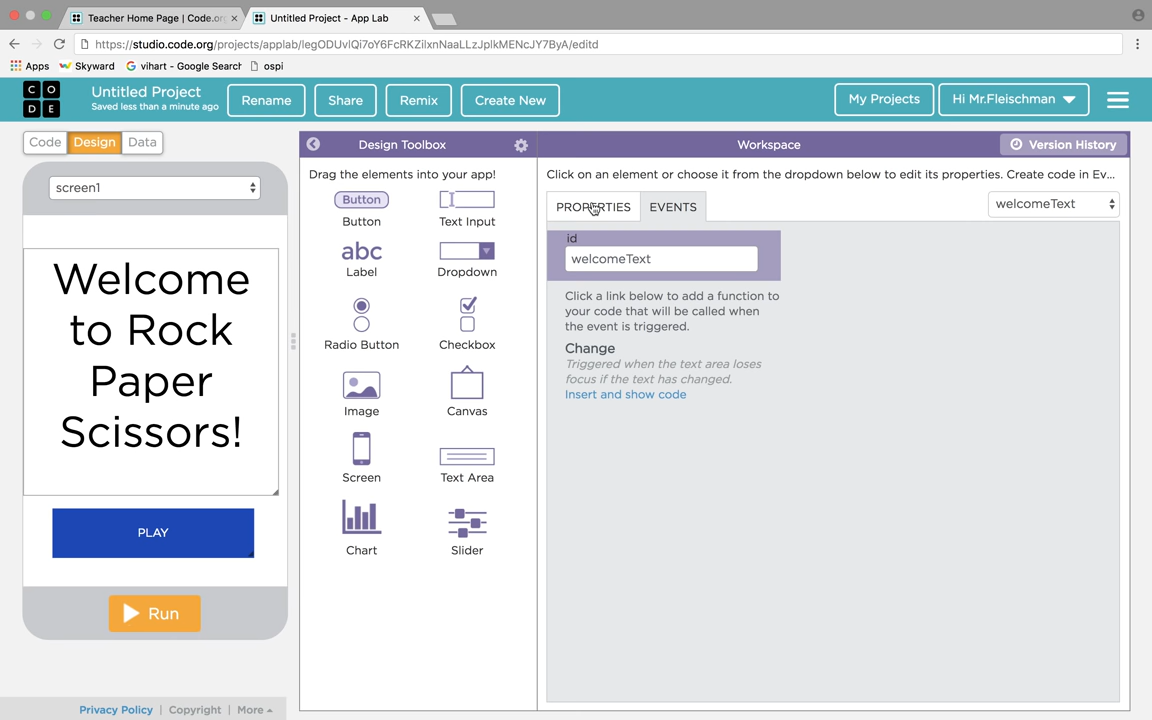 Teacher Home Page | Code.or
Untitled Project - App Lab
https://studio.code.org/projects/applab/legODUvlQi7oY6FcRKZilxnNaaLLzJplkMENcJY7ByA/editd
Apps Skyward vihart - Google Search ospi
C O
D E
Untitled Project
Saved less than a minute ago
Rename Share Remix Create New My Projects Hi Mr.Fleischman
Code Design Data
Design Toolbox
Workspace
Version History
Drag the elements into your app!
Click on an element or choose it from the dropdown below to edit its properties. Create code in Ev...
screen1
Button
Button
Text Input
PROPERTIES
EVENTS
welcomeText
abc
Label
Dropdown
Radio Button
Checkbox
Image
Canvas
Screen
Text Area
Chart
Slider
id
welcomeText
Click a link below to add a function to
your code that will be called when
the event is triggered.
Change
Triggered when the text area loses
focus if the text has changed.
Insert and show code
Welcome
to Rock
Paper
Scissors!
PLAY
Run
Privacy Policy | Copyright | More